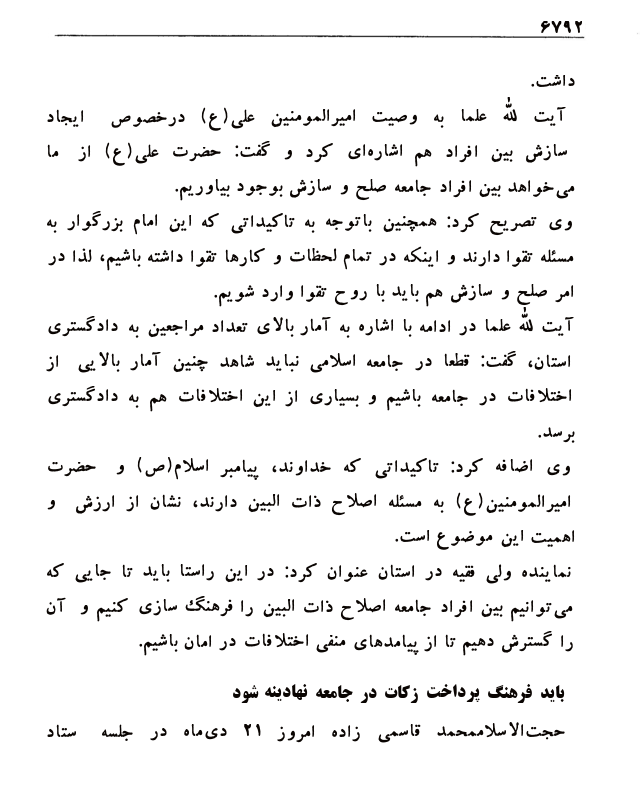 ۶۷۹۲
داشت.
آیت الله علما به وصیت امیرالمومنین علی(ع) درخصوص ایجاد
سازش بین افراد هم اشاره‌ای کرد و گفت: حضرت علی(ع) از ما
می‌خواهد بین افراد جامعه صلح و سازش بوجود بیاوریم.
وی تصریح کرد: همچنین باتوجه به تاکیداتی که این امام بزرگوار به
مسئله تقوا دارند و اینکه در تمام لحظات و کارها تقوا داشته باشیم، لذا در
امر صلح و سازش هم باید با روح تقوا وارد شویم.
آیت الله علما در ادامه با اشاره به آمار بالای تعداد مراجعین به دادگستری
استان، گفت: قطعا در جامعه اسلامی نباید شاهد چنین آمار بالایی از
اختلافات در جامعه باشیم و بسیاری از این اختلافات هم به دادگستری
برسد.
وی اضافه کرد: تاکیداتی که خداوند، پیامبر اسلام(ص) و حضرت
امیرالمومنین(ع) به مسئله اصلاح ذات البین دارند، نشان از ارزش و
اهمیت این موضوع است.
نماینده ولی فقیه در استان عنوان کرد: در این راستا باید تا جایی که
می‌توانیم بین افراد جامعه اصلاح ذات البین را فرهنگ سازی کنیم و آن
را گسترش دهیم تا از پیامدهای منفی اختلافات در امان باشیم.
باید فرهنگ پرداخت زکات در جامعه نهادینه شود
حجت‌الاسلاممحمد قاسمی زاده امروز ۲۱ دی‌ماه در جلسه ستاد